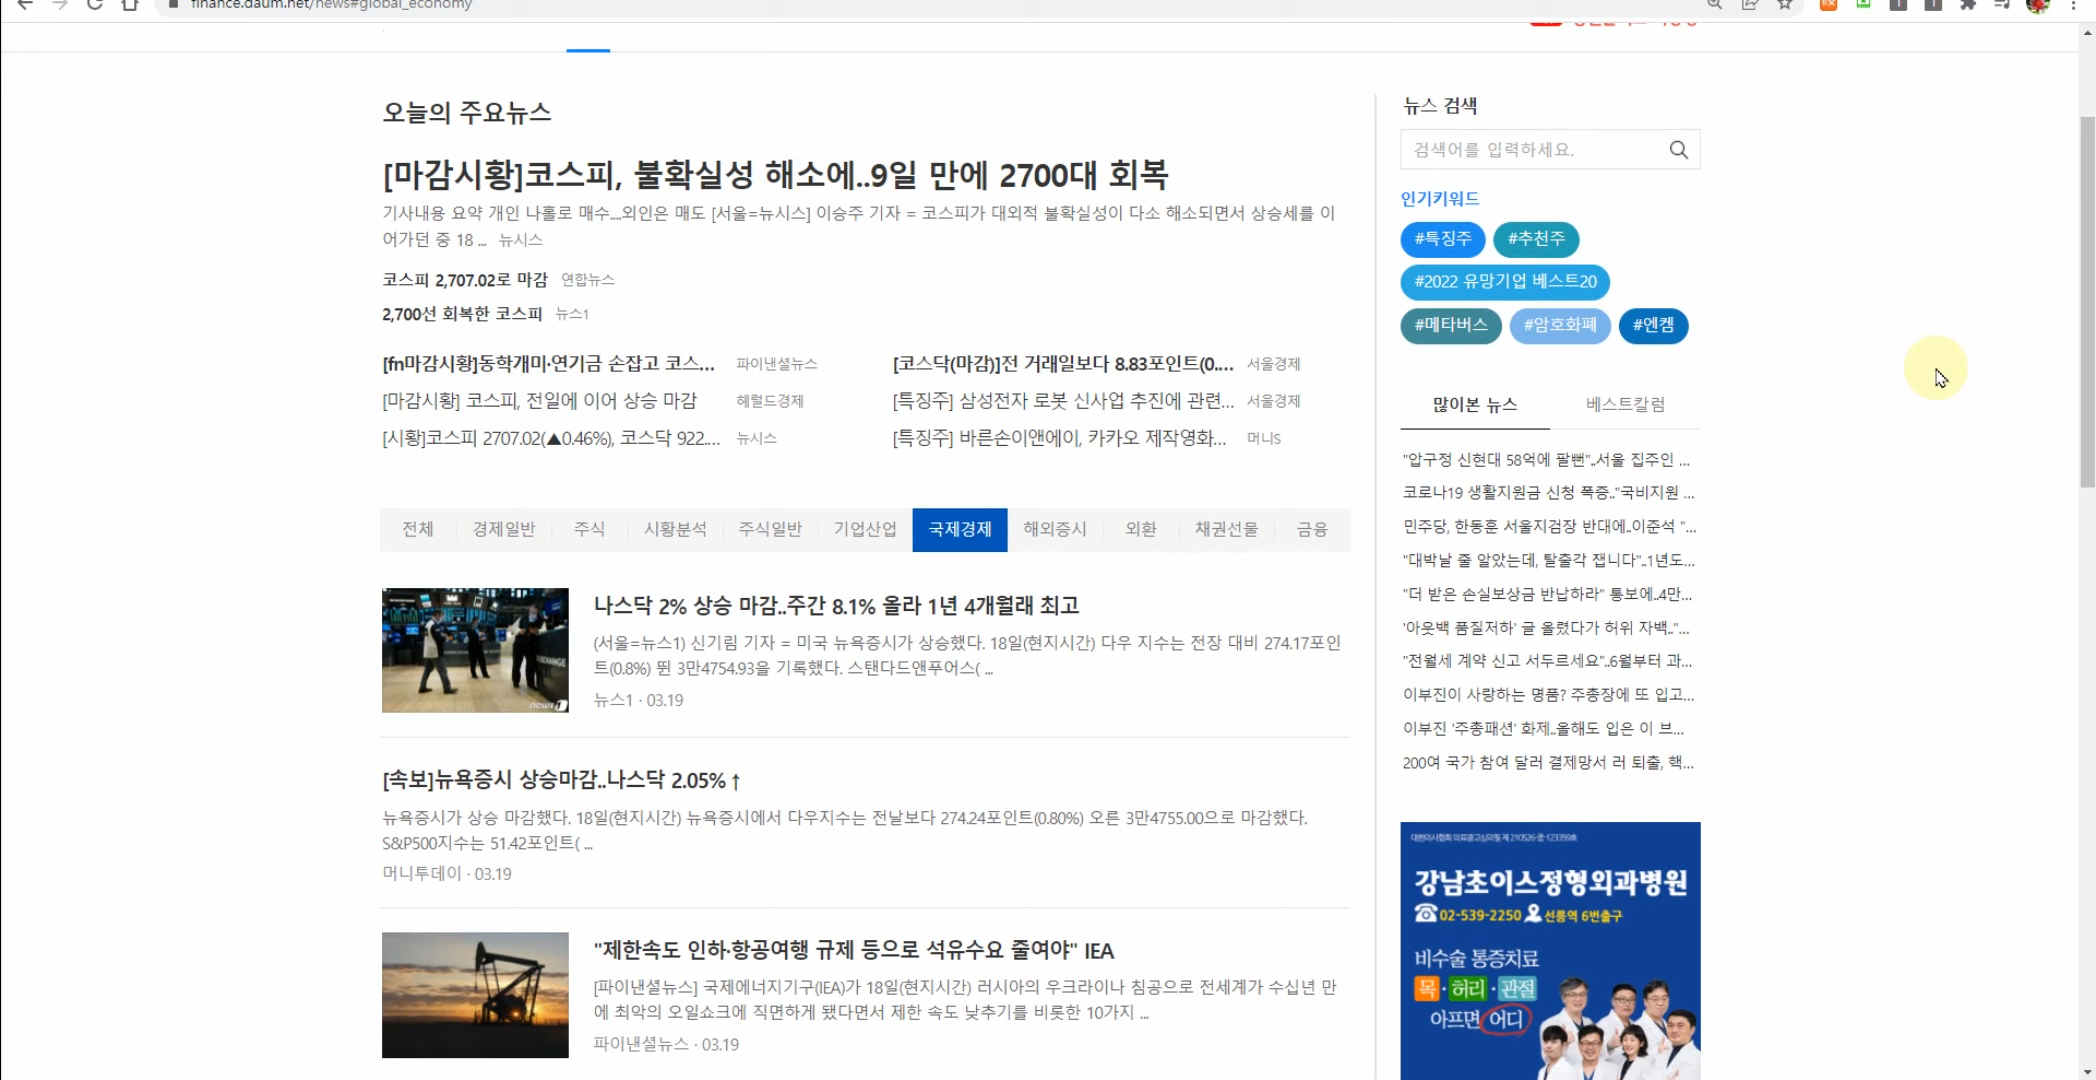 finance.daum.net/news#global_economy
오늘의 주요뉴스
[마감시황]코스피, 불확실성 해소에..9일 만에 2700대 회복
기사내용 요약 개인 나홀로 매수....외인은 매도 [서울=뉴시스] 이승주 기자 = 코스피가 대외적 불확실성이 다소 해소되면서 상승세를 이
어가던 중 18 ... 뉴시스
코스피 2,707.02로 마감 연합뉴스
2,700선 회복한 코스피 뉴스1
[fn마감시황]동학개미·연기금 손잡고 코스... 파이낸셜뉴스
[마감시황] 코스피, 전일에 이어 상승 마감 헤럴드경제
[시황]코스피 2707.02(▲0.46%), 코스닥 922.... 뉴시스
[코스닥(마감)]전 거래일보다 8.83포인트(0.... 서울경제
[특징주] 삼성전자 로봇 신사업 추진에 관련... 서울경제
[특징주] 바른손이앤에이, 카카오 제작영화... 머니S
전체 경제일반 주식 시황분석 주식일반 기업산업 국제경제 해외증시 외환 채권선물 금융
나스닥 2% 상승 마감..주간 8.1% 올라 1년 4개월래 최고
(서울=뉴스1) 신기림 기자 = 미국 뉴욕증시가 상승했다. 18일(현지시간) 다우 지수는 전장 대비 274.17포인
트(0.8%) 뛴 3만4754.93을 기록했다. 스탠다드앤푸어스( ...
뉴스1 · 03.19
news1
[속보]뉴욕증시 상승마감..나스닥 2.05%↑
뉴욕증시가 상승 마감했다. 18일(현지시간) 뉴욕증시에서 다우지수는 전날보다 274.24포인트(0.80%) 오른 3만4755.00으로 마감했다.
S&P500지수는 51.42포인트( ...
머니투데이 · 03.19
"제한속도 인하·항공여행 규제 등으로 석유수요 줄여야" IEA
[파이낸셜뉴스] 국제에너지기구(IEA)가 18일(현지시간) 러시아의 우크라이나 침공으로 전세계가 수십년 만
에 최악의 오일쇼크에 직면하게 됐다면서 제한 속도 낮추기를 비롯한 10가지 ...
파이낸셜뉴스 · 03.19
뉴스 검색
검색어를 입력하세요.
인기키워드
#특징주 #추천주
#2022 유망기업 베스트20
#메타버스 #암호화폐 #엔켐
많이본 뉴스 베스트칼럼
"압구정 신현대 58억에 팔뻔"..서울 집주인 ...
코로나19 생활지원금 신청 폭증.."국비지원 ...
민주당, 한동훈 서울지검장 반대에..이준석 "...
"대박날 줄 알았는데, 탈출각 잽니다"..1년도...
"더 받은 손실보상금 반납하라" 통보에..4만...
'아웃백 품질저하' 글 올렸다가 허위 자백.."...
"전월세 계약 신고 서두르세요"..6월부터 과...
이부진이 사랑하는 명품? 주총장에 또 입고...
이부진 '주총패션' 화제..올해도 입은 이 브...
200여 국가 참여 달러 결제망서 러 퇴출, 핵...
대한의사협회 의료광고심의필 제 210526-중-123359호
강남초이스정형외과병원
02-539-2250 선릉역 6번출구
비수술 통증치료
목·허리·관절
아프면 어디